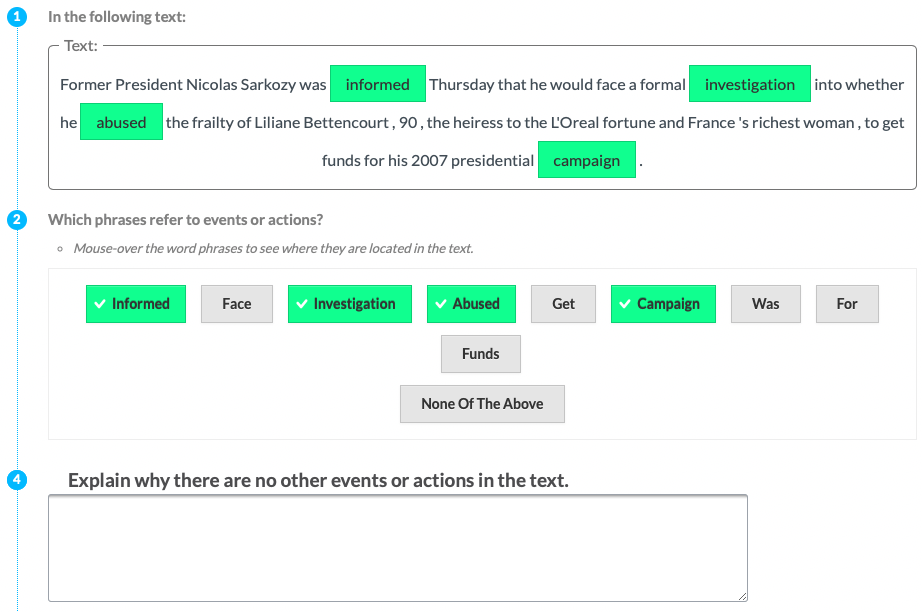 1 In the following text:
Text:
Former President Nicolas Sarkozy was informed Thursday that he would face a formal investigation into whether
he abused the frailty of Liliane Bettencourt , 90 , the heiress to the L'Oreal fortune and France 's richest woman , to get
funds for his 2007 presidential campaign .
2 Which phrases refer to events or actions?
Mouse-over the word phrases to see where they are located in the text.
Informed Face Investigation Abused Get Campaign Was For
Funds
None Of The Above
4 Explain why there are no other events or actions in the text.